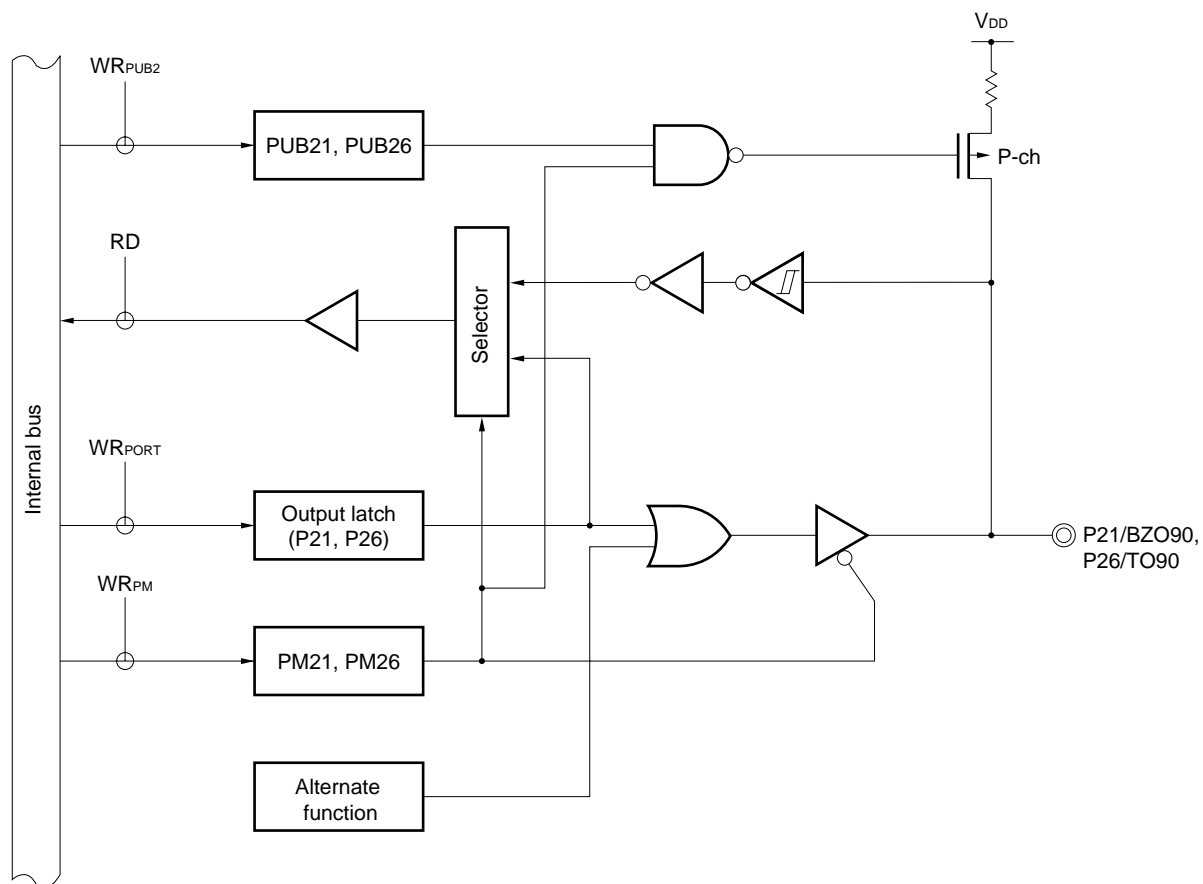 VDD
WRPUB2
PUB21, PUB26
P-ch
RD
Selector
Internal bus
WRPORT
Output latch
(P21, P26)
P21/BZO90,
P26/TO90
WRPM
PM21, PM26
Alternate
function